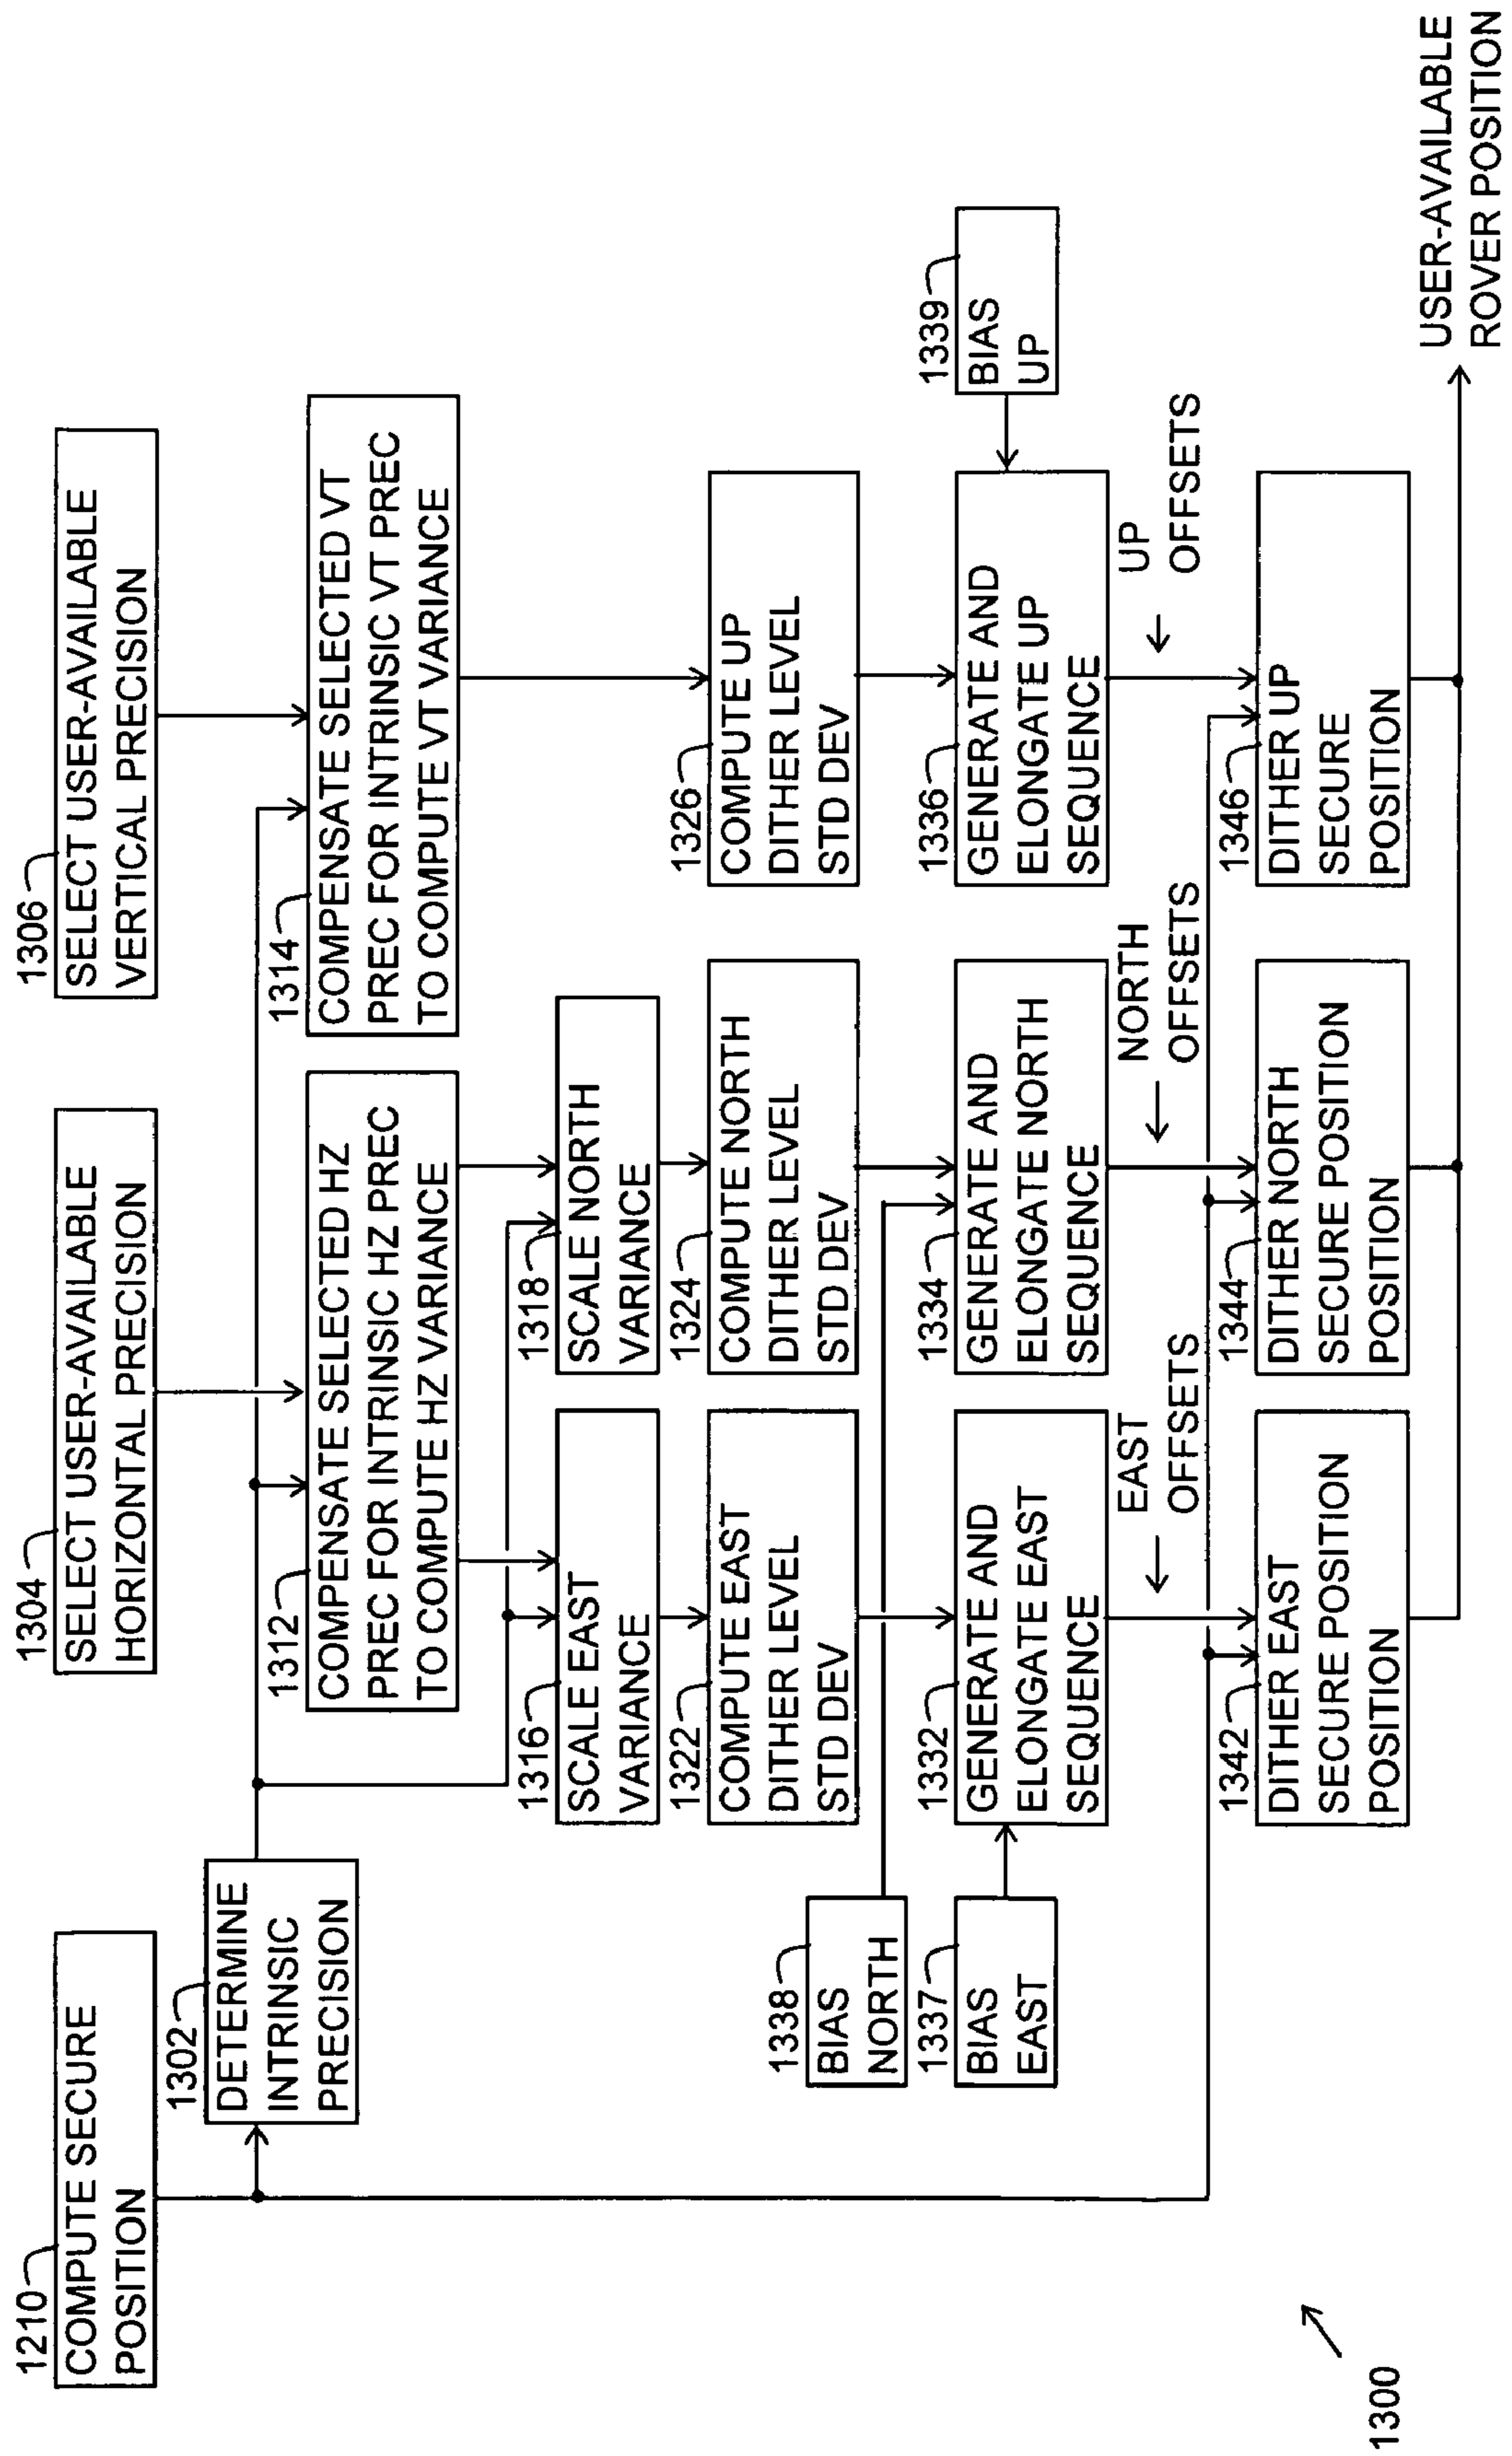 1210
COMPUTE SECURE
POSITION
1304
SELECT USER-AVAILABLE
HORIZONTAL PRECISION
1306
SELECT USER-AVAILABLE
VERTICAL PRECISION
1302
DETERMINE
INTRINSIC
PRECISION
1312
COMPENSATE SELECTED HZ
PREC FOR INTRINSIC HZ PREC
TO COMPUTE HZ VARIANCE
1314
COMPENSATE SELECTED VT
PREC FOR INTRINSIC VT PREC
TO COMPUTE VT VARIANCE
1316
SCALE EAST
VARIANCE
1318
SCALE NORTH
VARIANCE
1322
COMPUTE EAST
DITHER LEVEL
STD DEV
1324
COMPUTE NORTH
DITHER LEVEL
STD DEV
1326
COMPUTE UP
DITHER LEVEL
STD DEV
1338
BIAS
NORTH
1337
BIAS
EAST
1332
GENERATE AND
ELONGATE EAST
SEQUENCE
1334
GENERATE AND
ELONGATE NORTH
SEQUENCE
1336
GENERATE AND
ELONGATE UP
SEQUENCE
1339
BIAS
UP
EAST
OFFSETS
NORTH
OFFSETS
UP
OFFSETS
1342
DITHER EAST
SECURE POSITION
POSITION
1344
DITHER NORTH
SECURE POSITION
POSITION
1346
DITHER UP
SECURE
POSITION
USER-AVAILABLE
ROVER POSITION
1300